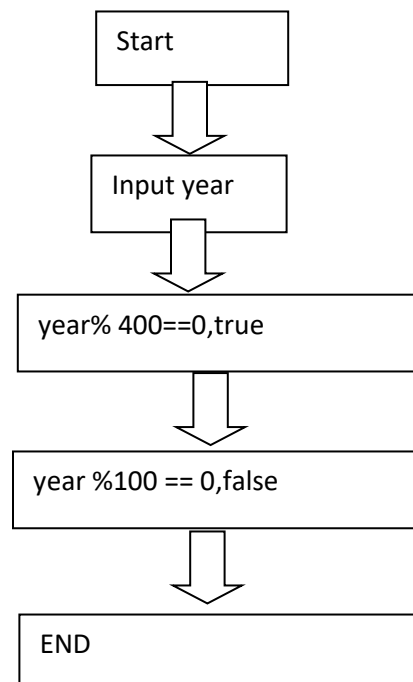 Start
Input year
year% 400==0,true
year %100 == 0,false
END